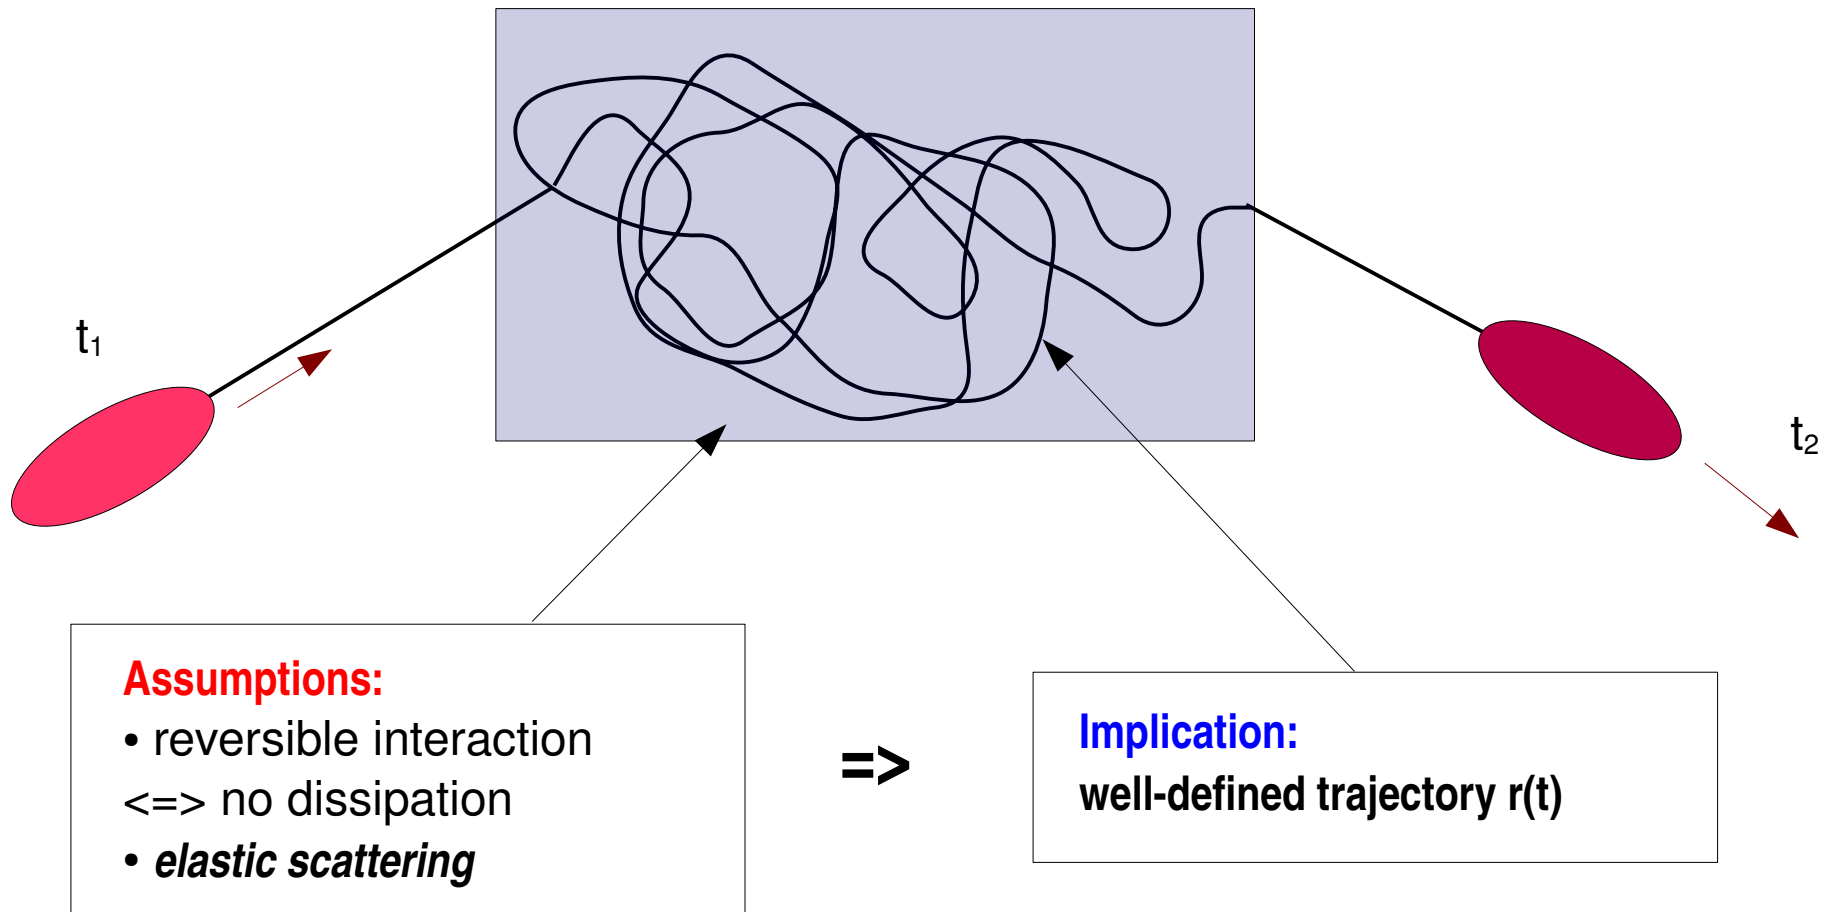 t₁
t₂
Assumptions:
• reversible interaction
<=> no dissipation
• elastic scattering
=>
Implication:
well-defined trajectory r(t)